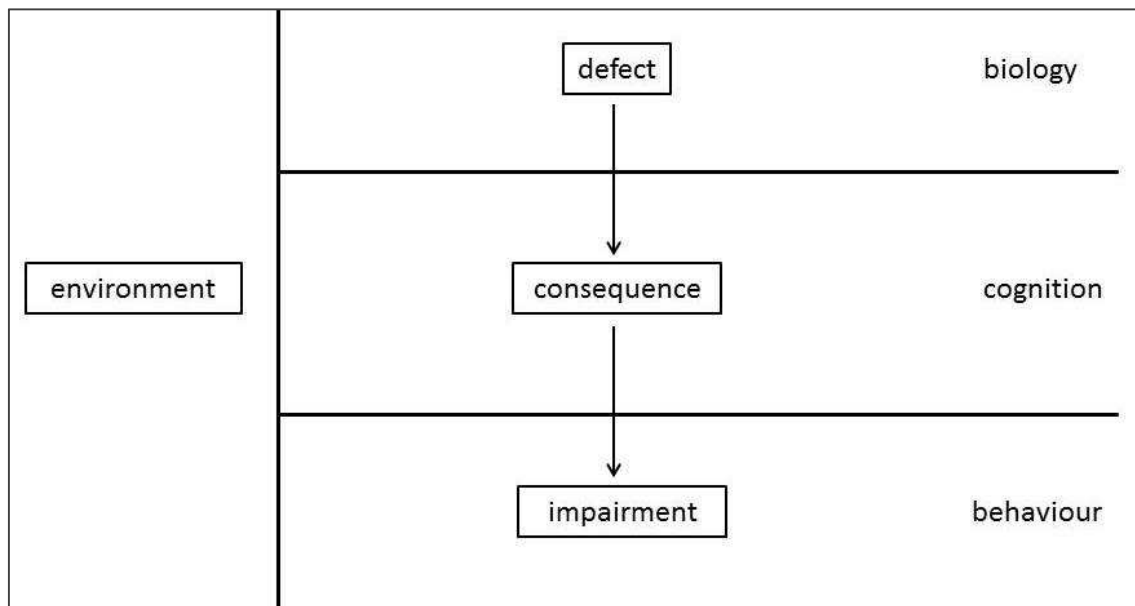 defect
biology
environment
consequence
cognition
impairment
behaviour